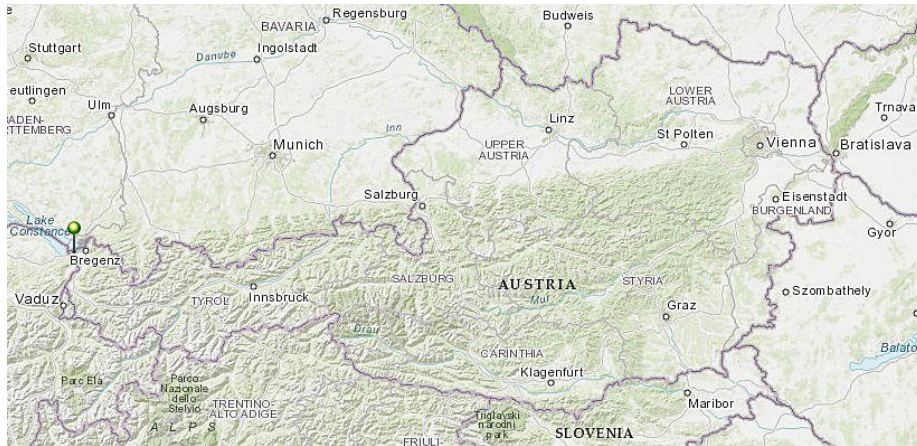 Regensburg
Budweis
BAVARIA
Stuttgart
Ingolstadt
Danube
LOWER
AUSTRIA
Trnava
eutlingen
Ulm
Augsburg
ADEN-
RTTEMBERG
Inn
Linz
UPPER
AUSTRIA
St Polten
Vienna
Bratislava
Munich
Salzburg
Eisenstadt
BURGENLAND
Gyor
Lake
Constance
Bregenz
Vaduz
TYROL
Innsbruck
SALZBURG
AUSTRIA
Mul
STYRIA
Graz
Szombathely
Drau
CARINTHIA
Klagenfurt
Balato
Parc Ela
Parco
Nazionale
dello
Stelvio
TRENTINO-
ALTO ADIGE
ALPS
Maribor
Triglavski
narodni
park
FRIULI-
SLOVENIA